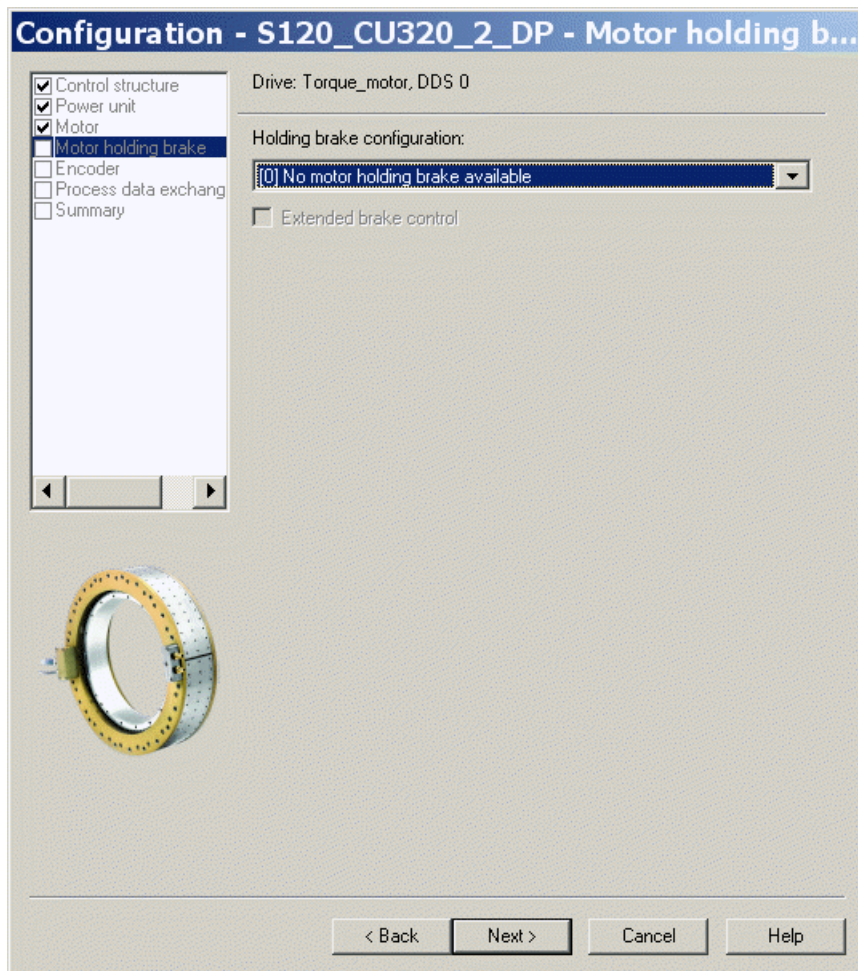 Configuration - S120_CU320_2_DP - Motor holding b...
Control structure
Power unit
Motor
Motor holding brake
Encoder
Process data exchang
Summary
Drive: Torque_motor, DDS 0
Holding brake configuration:
[0] No motor holding brake available
Extended brake control
< Back
Next >
Cancel
Help